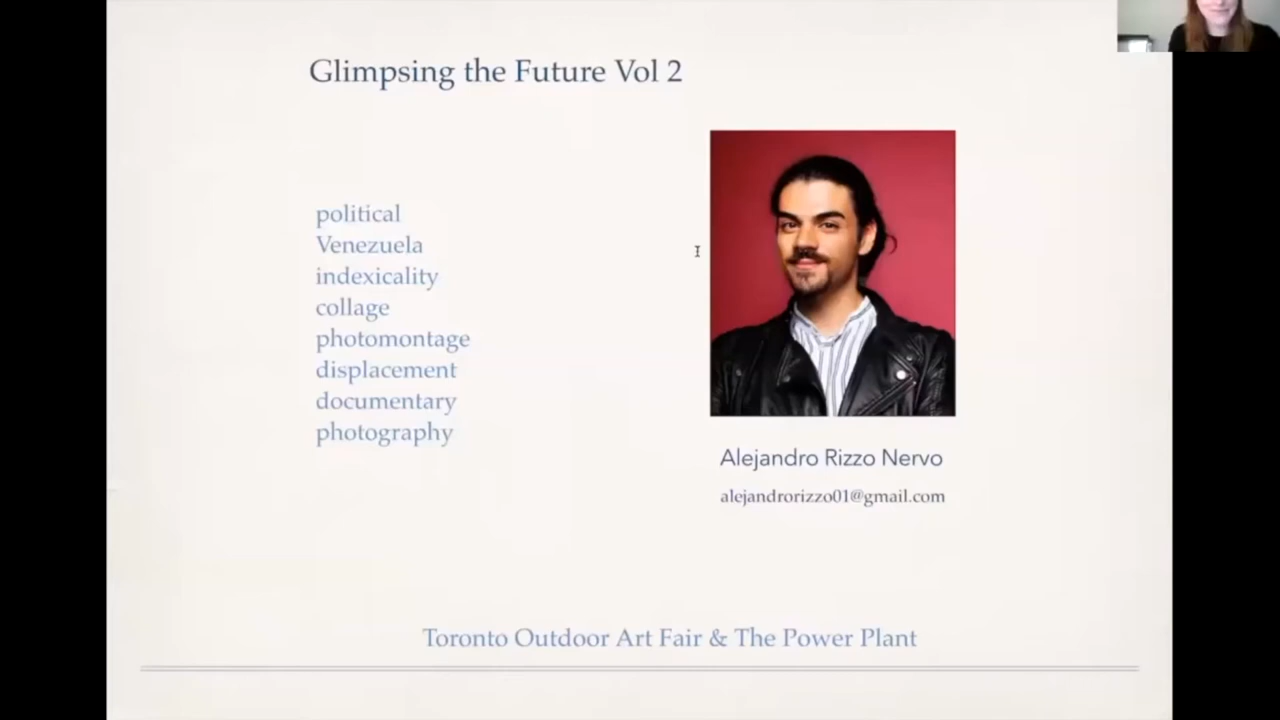 Glimpsing the Future Vol 2
political
Venezuela
indexicality
collage
photomontage
displacement
documentary
photography
Alejandro Rizzo Nervo
alejandrorizzo01@gmail.com
Toronto Outdoor Art Fair & The Power Plant